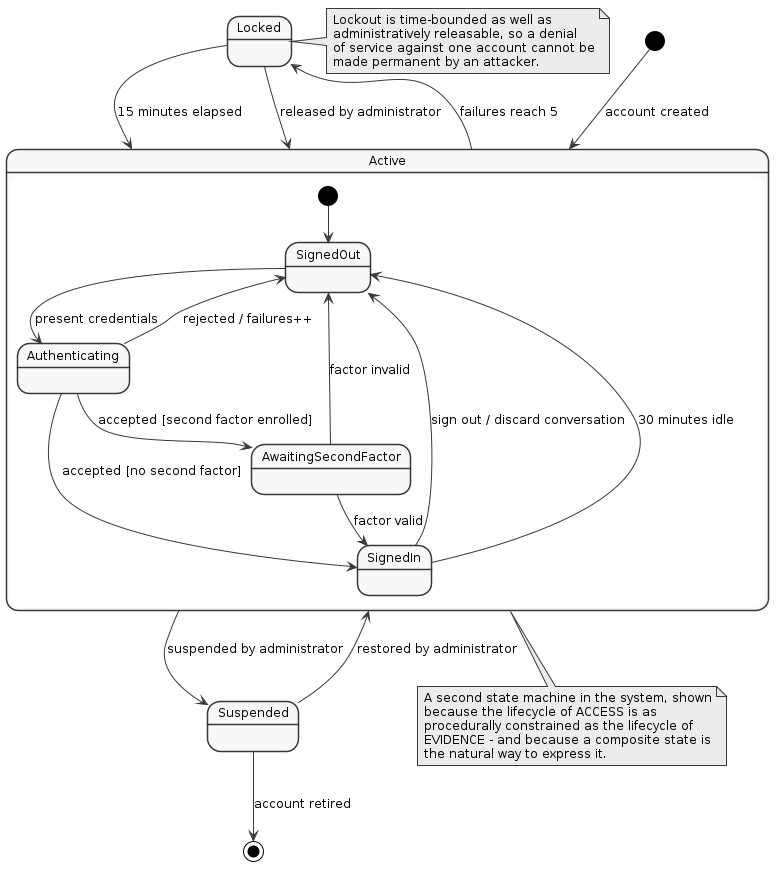 Locked
Lockout is time-bounded as well as
administratively releasable, so a denial
of service against one account cannot be
made permanent by an attacker.
15 minutes elapsed
released by administrator
failures reach 5
account created
Active
SignedOut
present credentials
rejected / failures++
Authenticating
factor invalid
accepted [second factor enrolled]
sign out / discard conversation
30 minutes idle
AwaitingSecondFactor
accepted [no second factor]
factor valid
SignedIn
suspended by administrator
restored by administrator
Suspended
A second state machine in the system, shown
because the lifecycle of ACCESS is as
procedurally constrained as the lifecycle of
EVIDENCE - and because a composite state is
the natural way to express it.
account retired